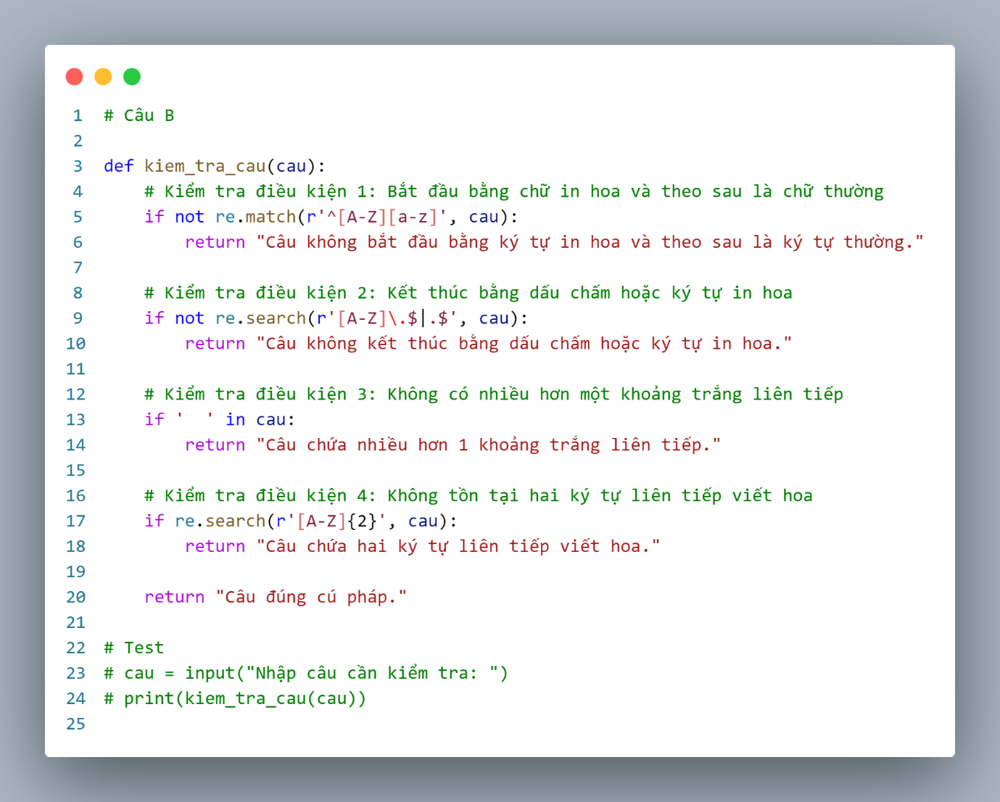 1 # Câu B
2
3 def kiem_tra_cau(cau):
4     # Kiểm tra điều kiện 1: Bắt đầu bằng chữ in hoa và theo sau là chữ thường
5     if not re.match(r'^[A-Z][a-z]', cau):
6         return "Câu không bắt đầu bằng ký tự in hoa và theo sau là ký tự thường."
7
8     # Kiểm tra điều kiện 2: Kết thúc bằng dấu chấm hoặc ký tự in hoa
9     if not re.search(r'[A-Z]\.$|.$', cau):
10         return "Câu không kết thúc bằng dấu chấm hoặc ký tự in hoa."
11
12     # Kiểm tra điều kiện 3: Không có nhiều hơn một khoảng trắng liên tiếp
13     if '  ' in cau:
14         return "Câu chứa nhiều hơn 1 khoảng trắng liên tiếp."
15
16     # Kiểm tra điều kiện 4: Không tồn tại hai ký tự liên tiếp viết hoa
17     if re.search(r'[A-Z]{2}', cau):
18         return "Câu chứa hai ký tự liên tiếp viết hoa."
19
20     return "Câu đúng cú pháp."
21
22 # Test
23 # cau = input("Nhập câu cần kiểm tra: ")
24 # print(kiem_tra_cau(cau))
25